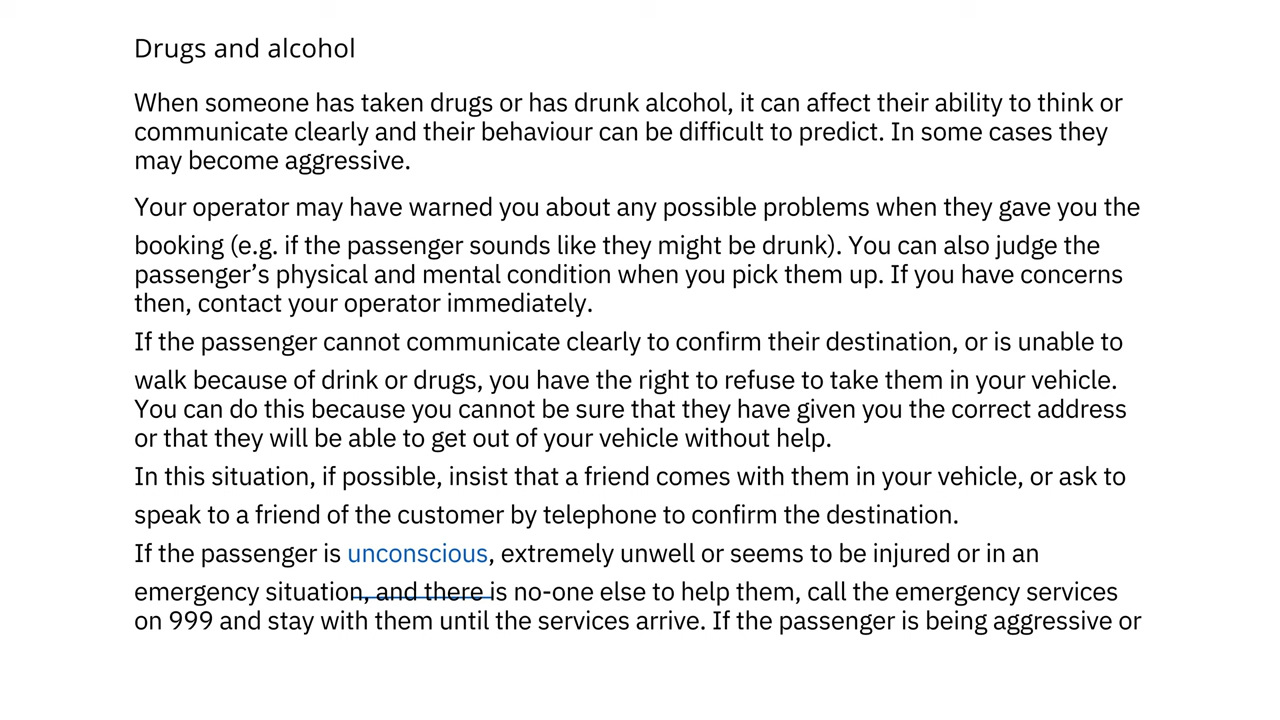 Drugs and alcohol
When someone has taken drugs or has drunk alcohol, it can affect their ability to think or
communicate clearly and their behaviour can be difficult to predict. In some cases they
may become aggressive.
Your operator may have warned you about any possible problems when they gave you the
booking (e.g. if the passenger sounds like they might be drunk). You can also judge the
passenger’s physical and mental condition when you pick them up. If you have concerns
then, contact your operator immediately.
If the passenger cannot communicate clearly to confirm their destination, or is unable to
walk because of drink or drugs, you have the right to refuse to take them in your vehicle.
You can do this because you cannot be sure that they have given you the correct address
or that they will be able to get out of your vehicle without help.
In this situation, if possible, insist that a friend comes with them in your vehicle, or ask to
speak to a friend of the customer by telephone to confirm the destination.
If the passenger is unconscious, extremely unwell or seems to be injured or in an
emergency situation, and there is no-one else to help them, call the emergency services
on 999 and stay with them until the services arrive. If the passenger is being aggressive or